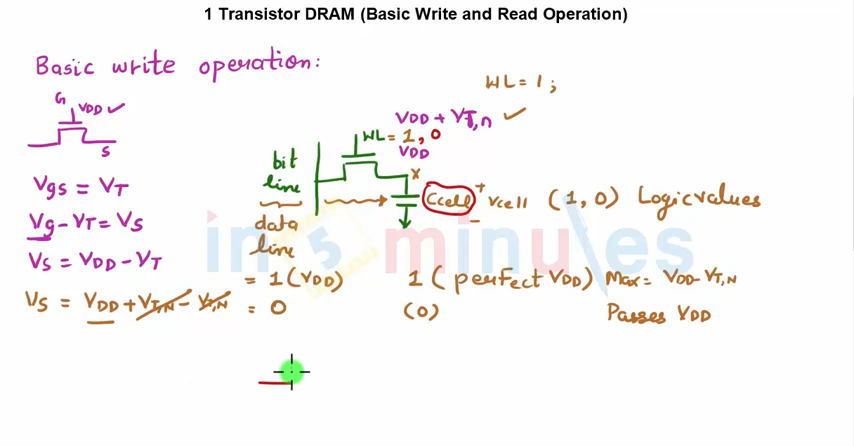 1 Transistor DRAM (Basic Write and Read Operation)
Basic write operation:
WL = 1;
G
VDD ✓
S
VDD + VT,n ✓
WL = 1, 0
VDD
bit
line
x
Ccell + Vcell (1, 0) Logic values
−
data
line
Vgs = VT
Vg - VT = VS
VS = VDD - VT
= 1 (VDD) 1 (perfect VDD) Max = VDD - VT,N
VS = VDD + VT,N - VT,N = 0 (0) Passes VDD
in 5 minutes